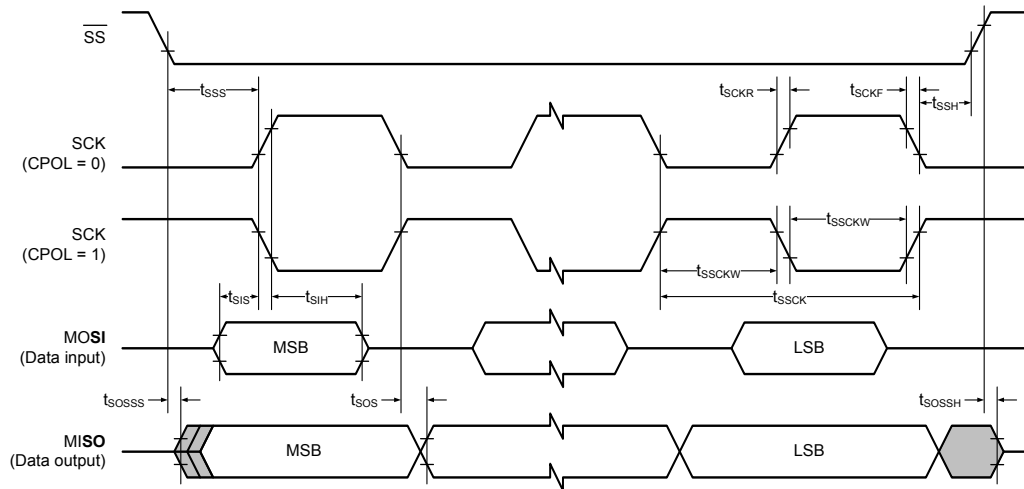 SS
tSSS
tSCKR
tSCKF
tSSH
SCK
(CPOL = 0)
SCK
(CPOL = 1)
tSSCKW
tSSCKW
tSIS
tSIH
tSSCK
MOSI
(Data input)
MSB
LSB
tSOSSS
tSOS
tSOSSH
MISO
(Data output)
MSB
LSB